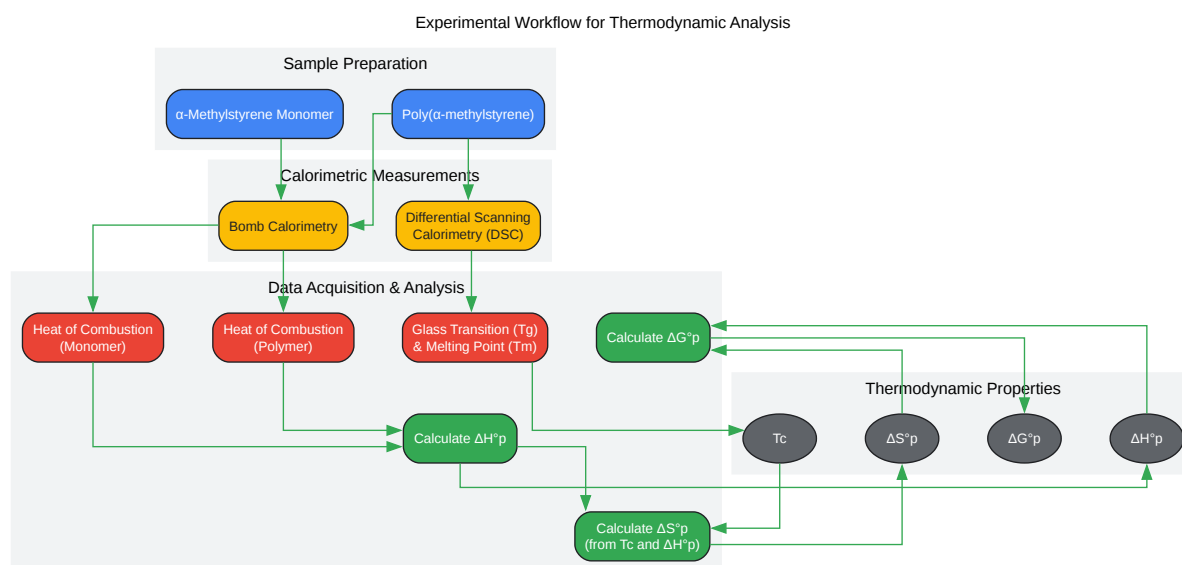 Experimental Workflow for Thermodynamic Analysis
Sample Preparation
α-Methylstyrene Monomer
Poly(α-methylstyrene)
Calorimetric Measurements
Bomb Calorimetry
Differential Scanning
Calorimetry (DSC)
Data Acquisition & Analysis
Heat of Combustion
(Monomer)
Heat of Combustion
(Polymer)
Glass Transition (Tg)
& Melting Point (Tm)
Calculate ΔG°p
Thermodynamic Properties
Calculate ΔH°p
Tc
ΔS°p
ΔG°p
ΔH°p
Calculate ΔS°p
(from Tc and ΔH°p)